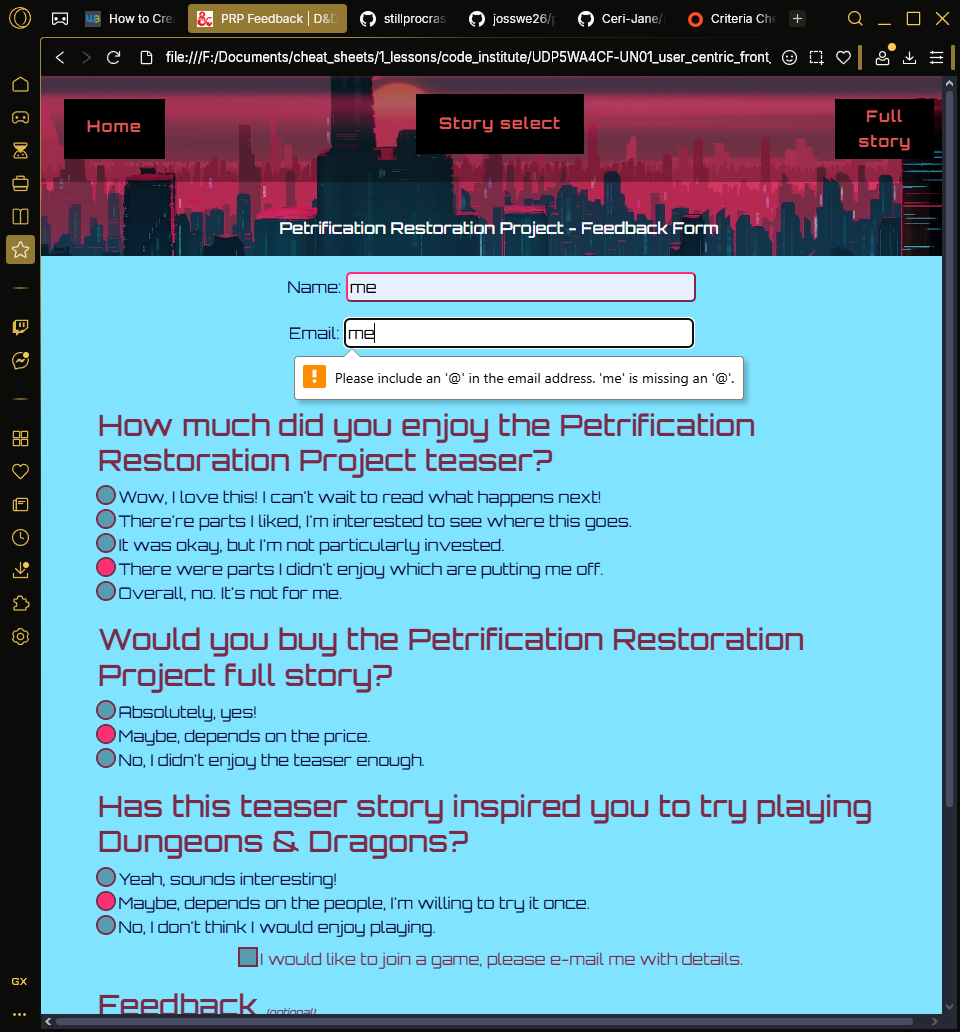 How to Crea
PRP Feedback | D&D
stillprocras
josswe26/p
Ceri-Jane/
Criteria Che
file:///F:/Documents/cheat_sheets/1_lessons/code_institute/UDP5WA4CF-UN01_user_centric_front_
Home
Story select
Full
story
Petrification Restoration Project - Feedback Form
Name: me
Email: me
Please include an '@' in the email address. 'me' is missing an '@'.
How much did you enjoy the Petrification
Restoration Project teaser?
Wow, I love this! I can't wait to read what happens next!
There're parts I liked, I'm interested to see where this goes.
It was okay, but I'm not particularly invested.
There were parts I didn't enjoy which are putting me off.
Overall, no. It's not for me.
Would you buy the Petrification Restoration
Project full story?
Absolutely, yes!
Maybe, depends on the price.
No, I didn't enjoy the teaser enough.
Has this teaser story inspired you to try playing
Dungeons & Dragons?
Yeah, sounds interesting!
Maybe, depends on the people, I'm willing to try it once.
No, I don't think I would enjoy playing.
I would like to join a game, please e-mail me with details.
Feedback (optional)
GX